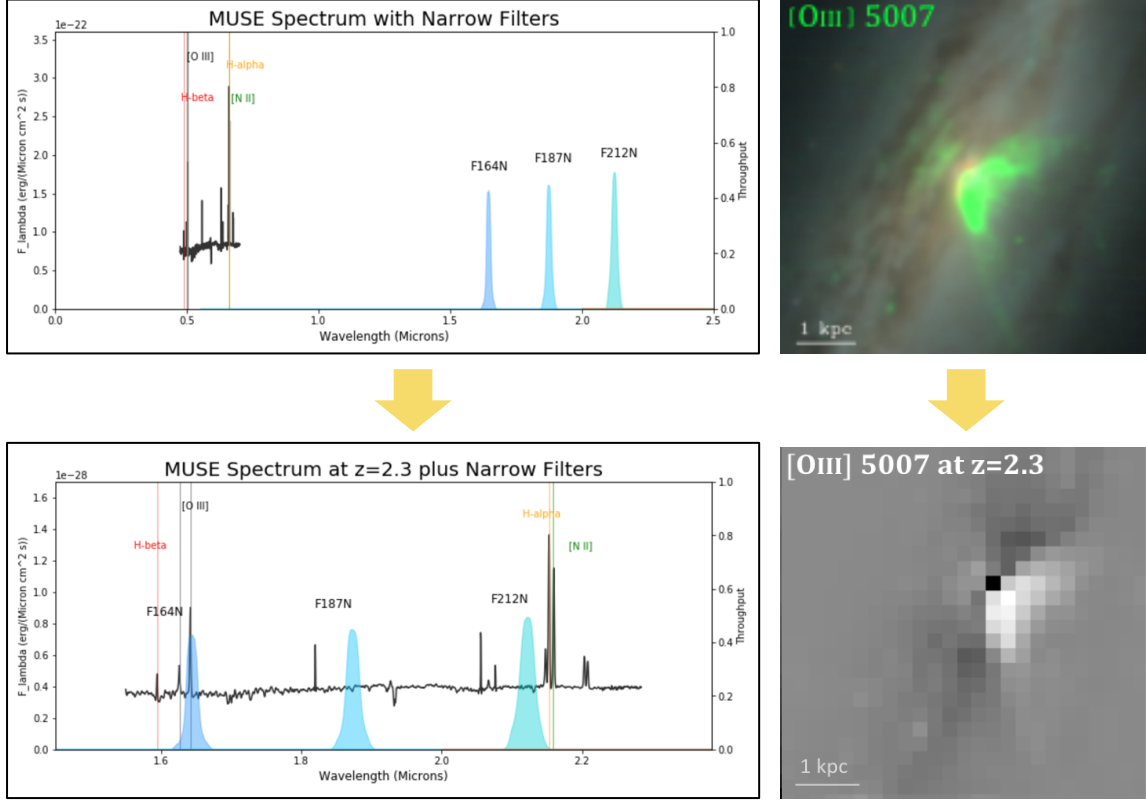 MUSE Spectrum with Narrow Filters
1e−22
3.5
3.0
2.5
2.0
1.5
1.0
0.5
0.0
F_lambda (erg/(Micron cm^2 s))
[O III]
H-alpha
H-beta
[N II]
F164N
F187N
F212N
1.0
0.8
0.6
0.4
0.2
0.0
Throughput
0.0
0.5
1.0
1.5
2.0
2.5
Wavelength (Microns)
[OIII] 5007
1 kpc
MUSE Spectrum at z=2.3 plus Narrow Filters
1e−28
1.6
1.4
1.2
1.0
0.8
0.6
0.4
0.2
0.0
F_lambda (erg/(Micron cm^2 s))
[O III]
H-alpha
H-beta
[N II]
F164N
F187N
F212N
1.0
0.8
0.6
0.4
0.2
0.0
Throughput
1.6
1.8
2.0
2.2
Wavelength (Microns)
[OIII] 5007 at z=2.3
1 kpc